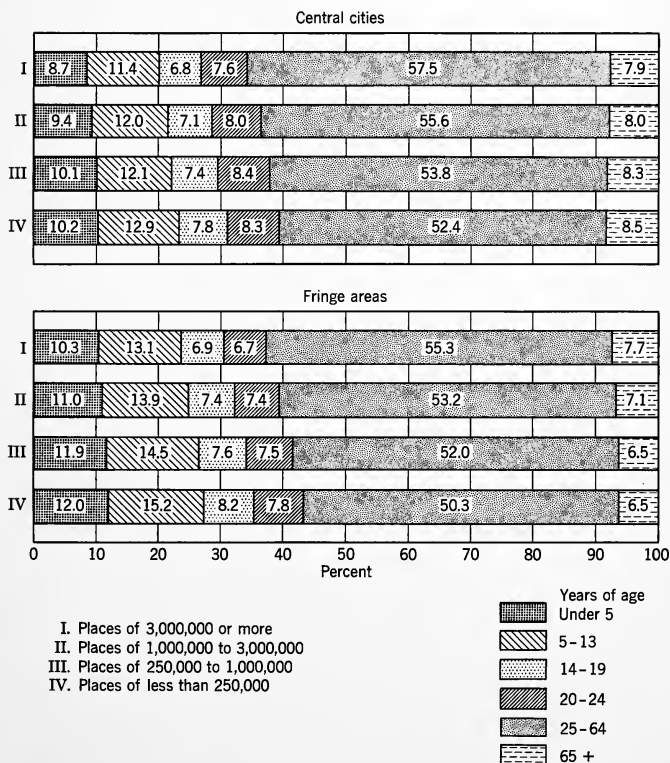 Central cities
I 8.7 11.4 6.8 7.6 57.5 7.9
II 9.4 12.0 7.1 8.0 55.6 8.0
III 10.1 12.1 7.4 8.4 53.8 8.3
IV 10.2 12.9 7.8 8.3 52.4 8.5
Fringe areas
I 10.3 13.1 6.9 6.7 55.3 7.7
II 11.0 13.9 7.4 7.4 53.2 7.1
III 11.9 14.5 7.6 7.5 52.0 6.5
IV 12.0 15.2 8.2 7.8 50.3 6.5
0 10 20 30 40 50 60 70 80 90 100
Percent
I. Places of 3,000,000 or more
II. Places of 1,000,000 to 3,000,000
III. Places of 250,000 to 1,000,000
IV. Places of less than 250,000
Years of age
Under 5
5-13
14-19
20-24
25-64
65 +